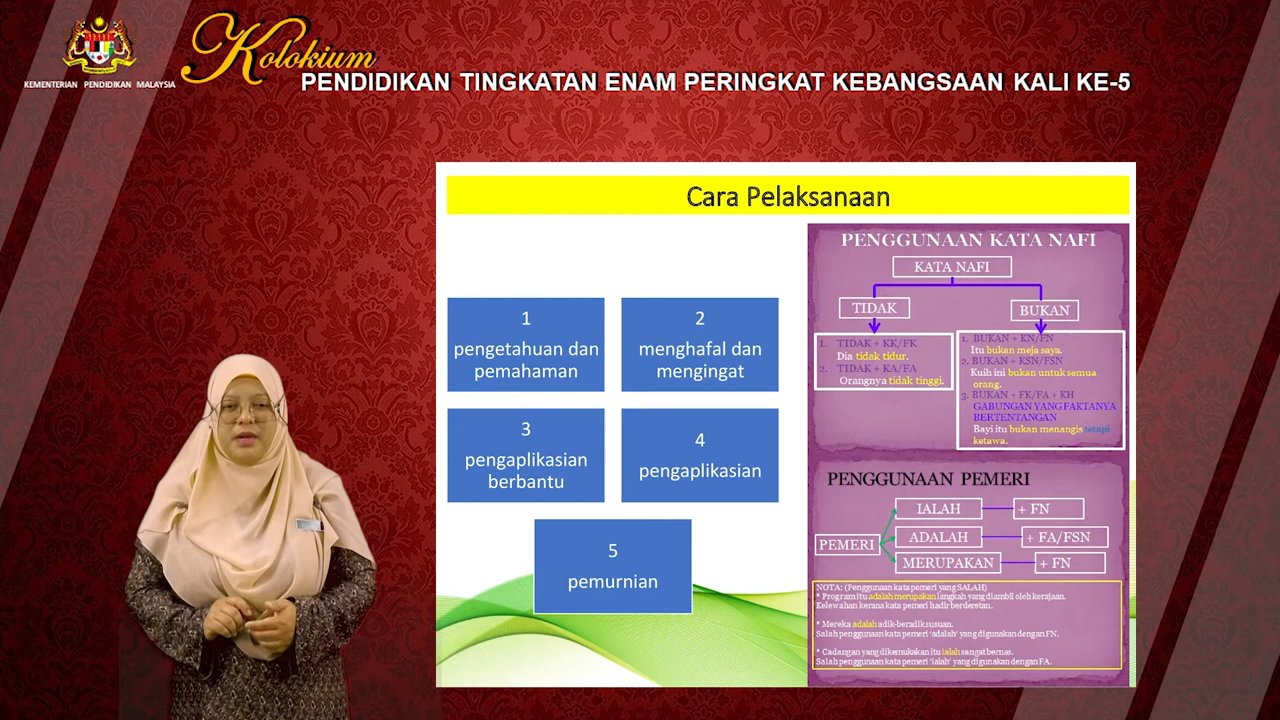 KEMENTERIAN PENDIDIKAN MALAYSIA
Kolokium
PENDIDIKAN TINGKATAN ENAM PERINGKAT KEBANGSAAN KALI KE-5
Cara Pelaksanaan
1
pengetahuan dan
pemahaman
2
menghafal dan
mengingat
3
pengaplikasian
berbantu
4
pengaplikasian
5
pemurnian
PENGGUNAAN KATA NAFI
KATA NAFI
TIDAK
BUKAN
1. TIDAK + KK/FK
Dia tidak tidur.
2. TIDAK + KA/FA
Orangnya tidak tinggi.
1. BUKAN + KN/FN
Itu bukan meja saya.
2. BUKAN + KSN/FSN
Kuih ini bukan untuk semua
orang.
3. BUKAN + FK/FA + KH
GABUNGAN YANG FAKTANYA
BERTENTANGAN
Bayi itu bukan menangis tetapi
ketawa.
PENGGUNAAN PEMERI
PEMERI
IALAH
+ FN
ADALAH
+ FA/FSN
MERUPAKAN
+ FN
NOTA: (Penggunaan kata pemeri yang SALAH)
* Program itu adalah merupakan langkah yang diambil oleh kerajaan.
Kelewahan kerana kata pemeri hadir berderetan.
* Mereka adalah adik-beradik susuan.
Salah penggunaan kata pemeri 'adalah' yang digunakan dengan FN.
* Cadangan yang dikemukakan itu ialah sangat bernas.
Salah penggunaan kata pemeri 'ialah' yang digunakan dengan FA.